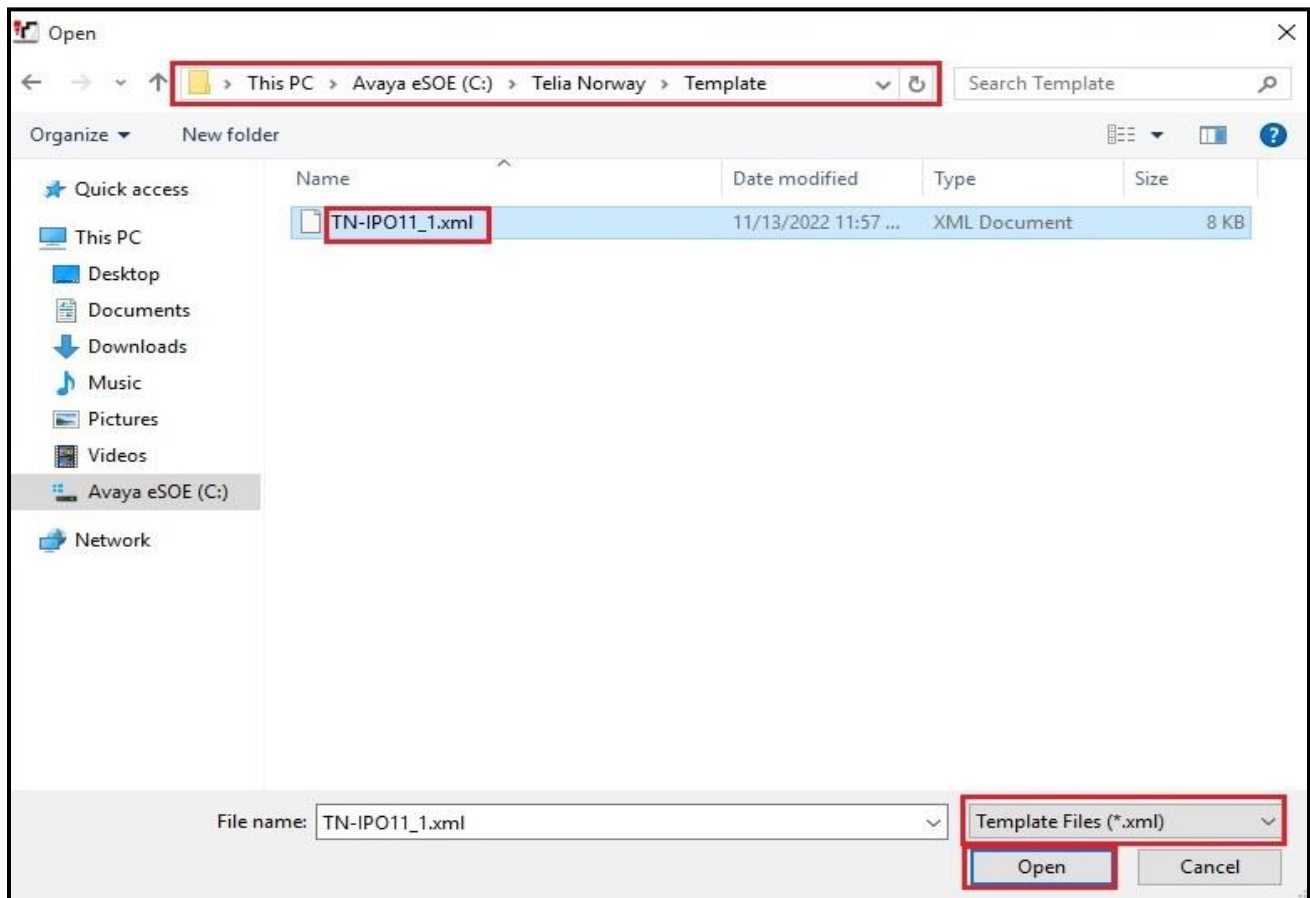 Open
This PC > Avaya eSOE (C:) > Telia Norway > Template
Search Template
Organize
New folder
Name
Date modified
Type
Size
TN-IPO11_1.xml
11/13/2022 11:57 ...
XML Document
8 KB
Quick access
This PC
Desktop
Documents
Downloads
Music
Pictures
Videos
Avaya eSOE (C:)
Network
File name:
TN-IPO11_1.xml
Template Files (*.xml)
Open
Cancel